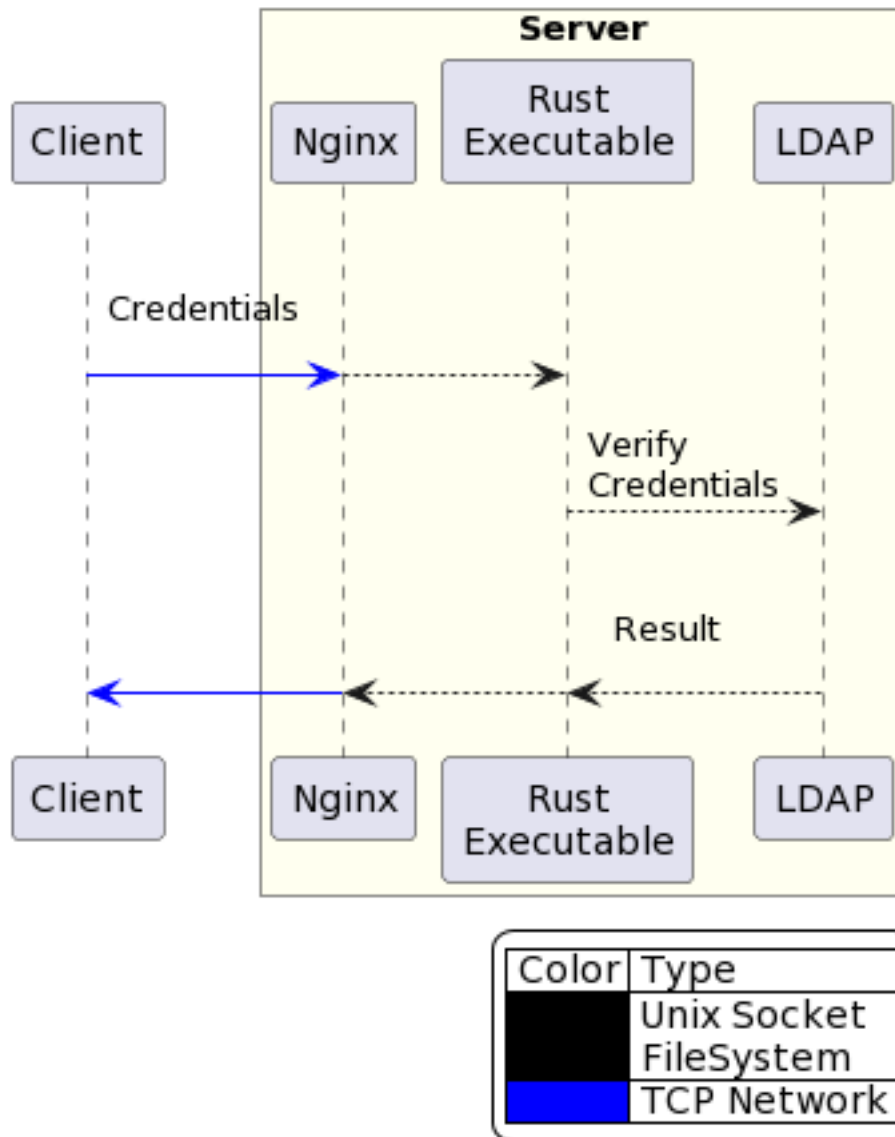 Server
Client
Nginx
Rust
Executable
LDAP
Credentials
Verify
Credentials
Result
Client
Nginx
Rust
Executable
LDAP
Color Type
Unix Socket
FileSystem
TCP Network